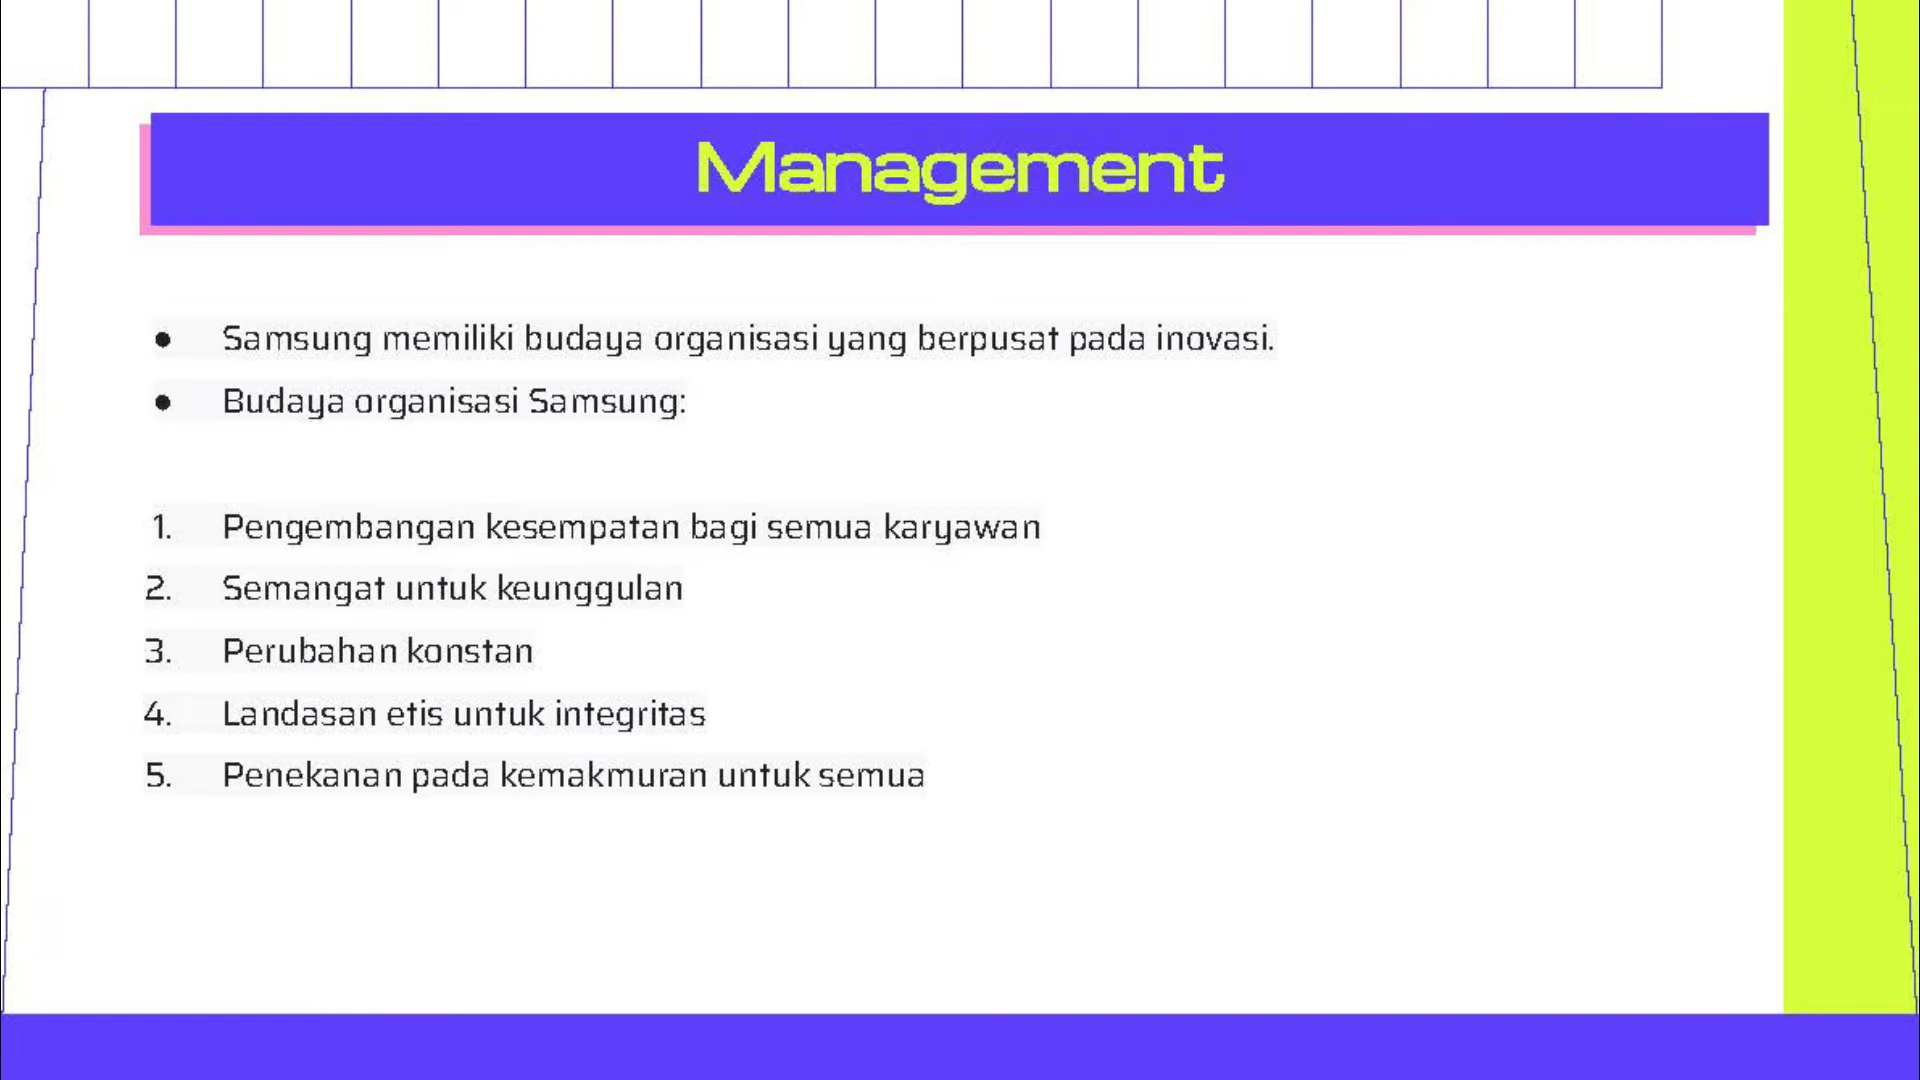 Management
● Samsung memiliki budaya organisasi yang berpusat pada inovasi.
● Budaya organisasi Samsung:
1. Pengembangan kesempatan bagi semua karyawan
2. Semangat untuk keunggulan
3. Perubahan konstan
4. Landasan etis untuk integritas
5. Penekanan pada kemakmuran untuk semua